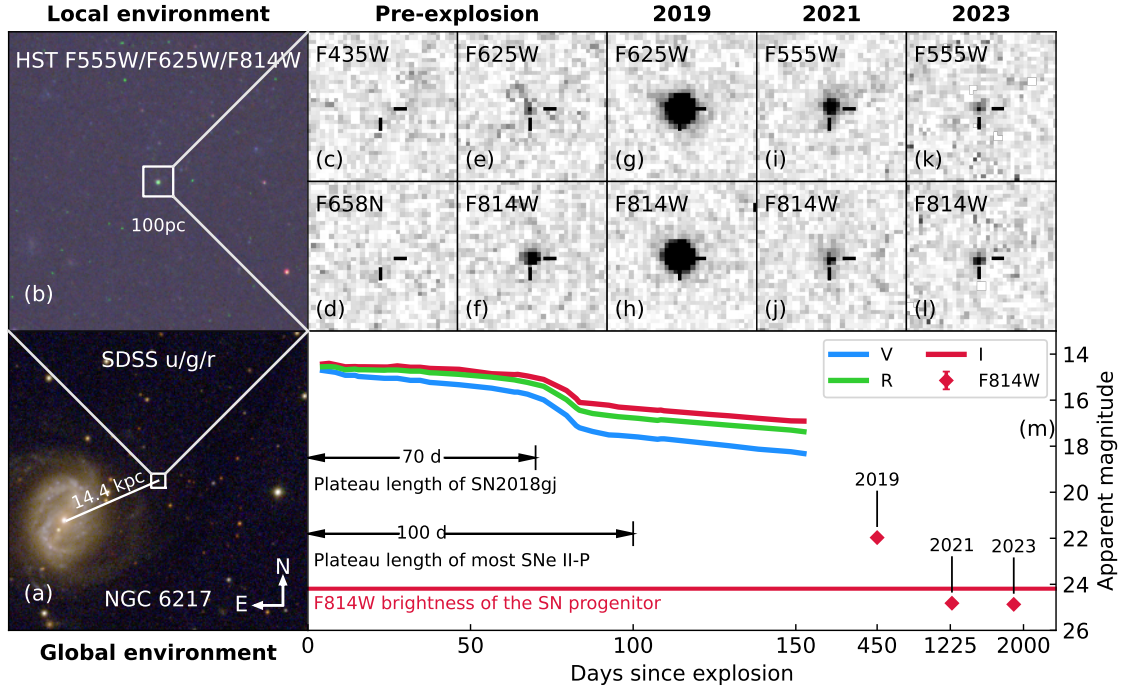 Local environment
Pre-explosion
2019
2021
2023
HST F555W/F625W/F814W
100pc
(b)
F435W
(c)
F625W
(e)
F625W
(g)
F555W
(i)
F555W
(k)
F658N
(d)
F814W
(f)
F814W
(h)
F814W
(j)
F814W
(l)
SDSS u/g/r
14.4 kpc
(a)
NGC 6217
N
E
Global environment
V
I
R
F814W
(m)
70 d
Plateau length of SN2018gj
100 d
Plateau length of most SNe II-P
F814W brightness of the SN progenitor
2019
2021
2023
14
16
18
20
22
24
26
Apparent magnitude
0
50
100
150
450
1225
2000
Days since explosion